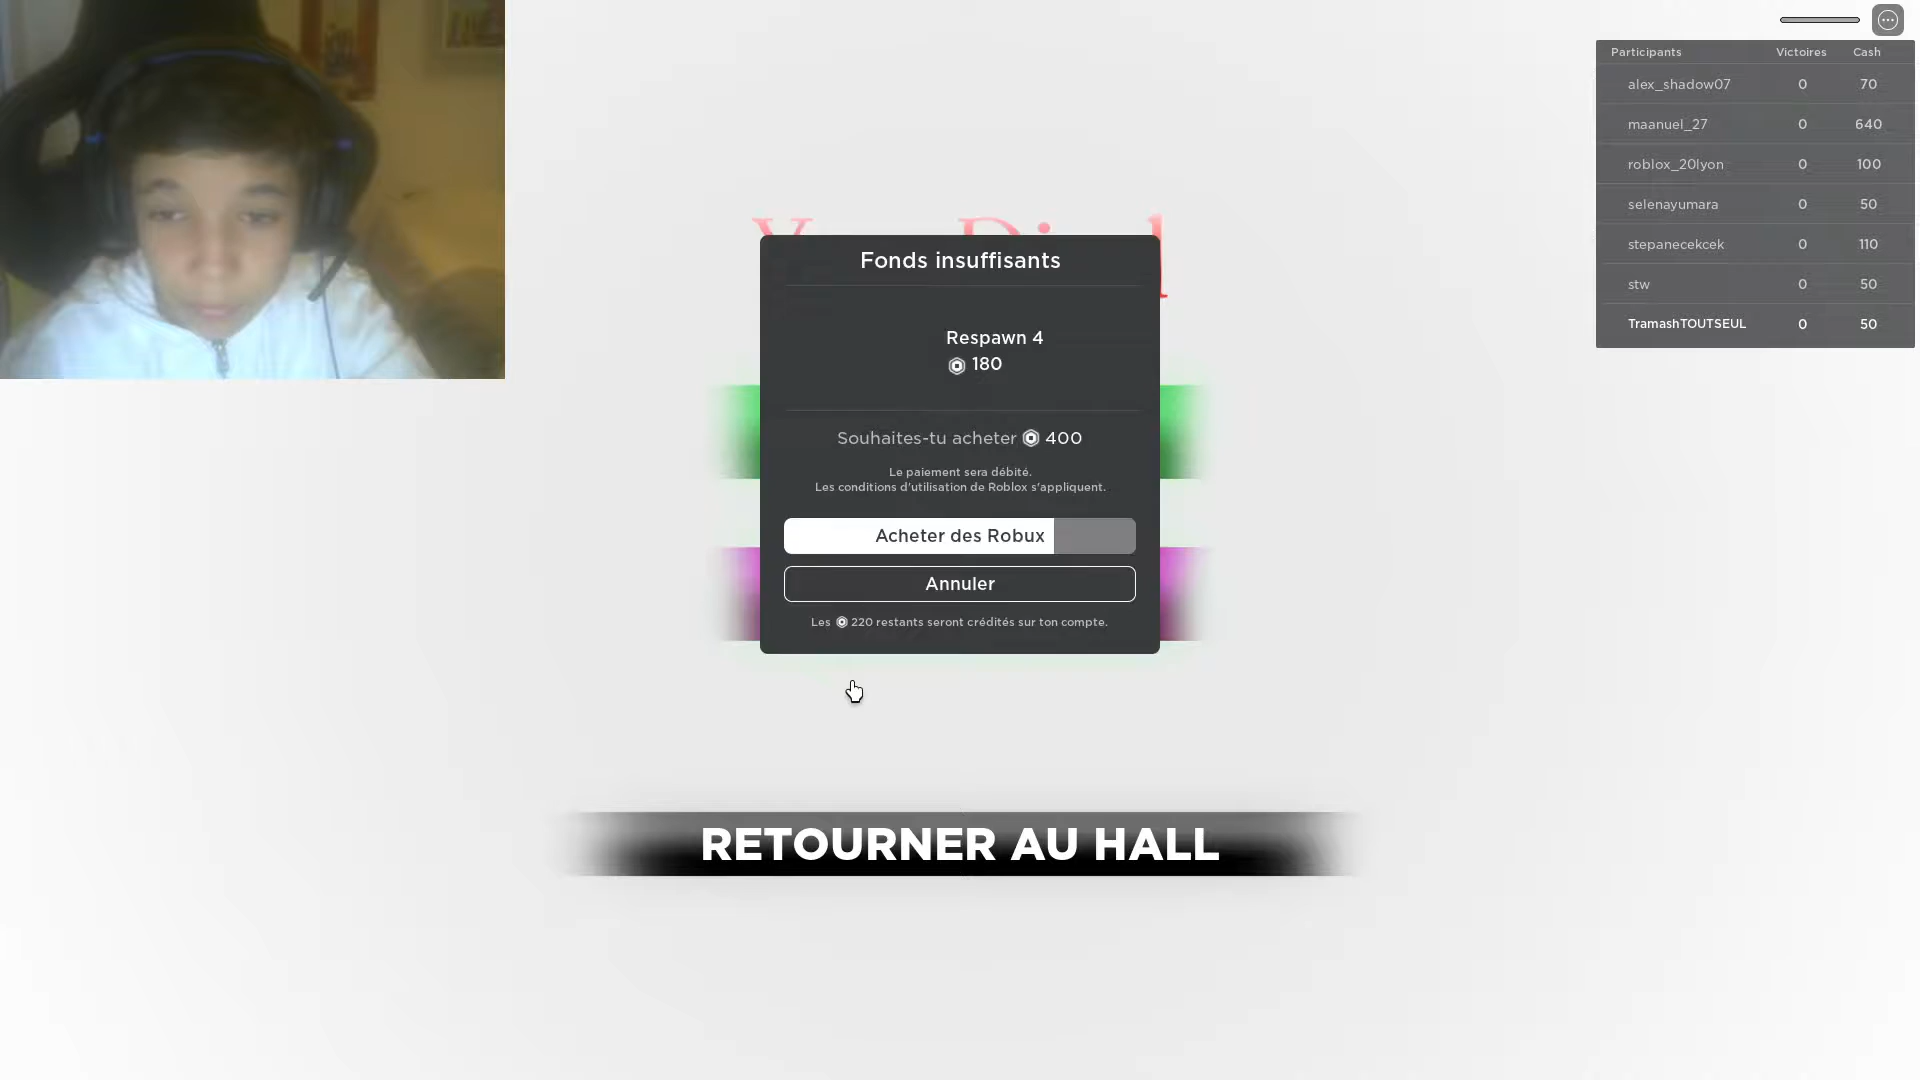 Participants Victoires Cash
alex_shadow07 0 70
maanuel_27 0 640
roblox_20lyon 0 100
selenayumara 0 50
stepanecekcek 0 110
stw 0 50
TramashTOUTSEUL 0 50
Fonds insuffisants
Respawn 4
180
Souhaites-tu acheter 400
Le paiement sera débité.
Les conditions d'utilisation de Roblox s'appliquent.
Acheter des Robux
Annuler
Les 220 restants seront crédités sur ton compte.
RETOURNER AU HALL